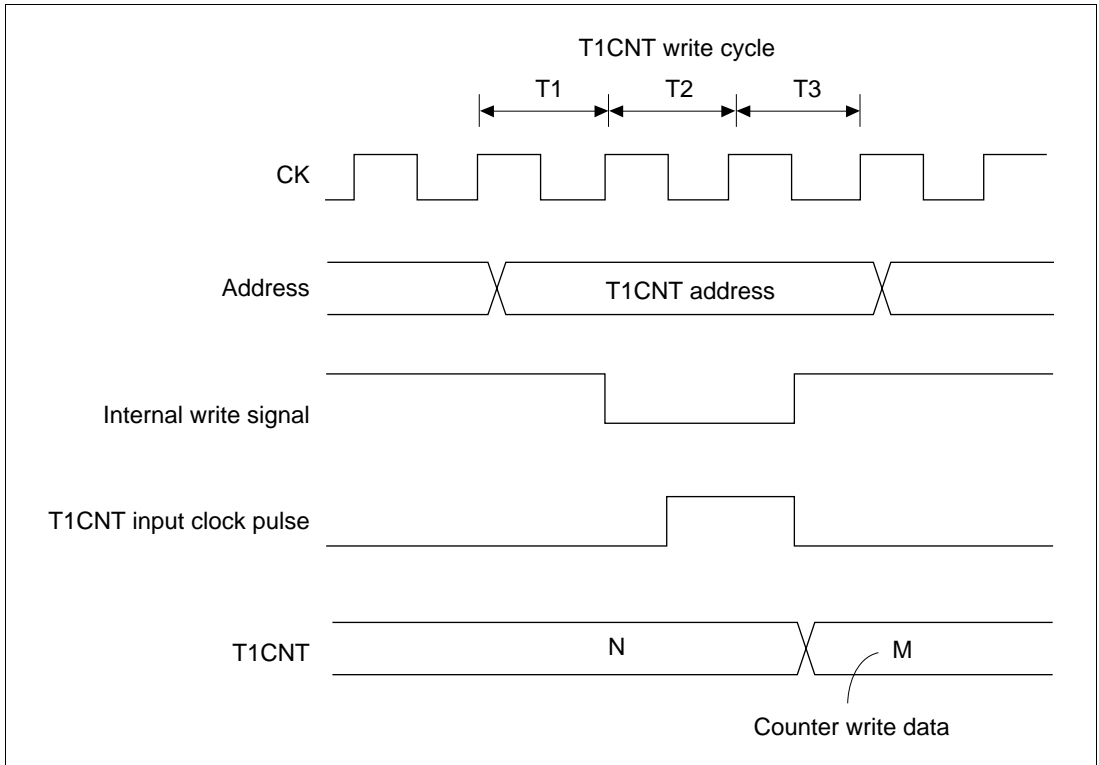 T1CNT write cycle
T1 T2 T3
CK
Address
T1CNT address
Internal write signal
T1CNT input clock pulse
T1CNT
N
M
Counter write data